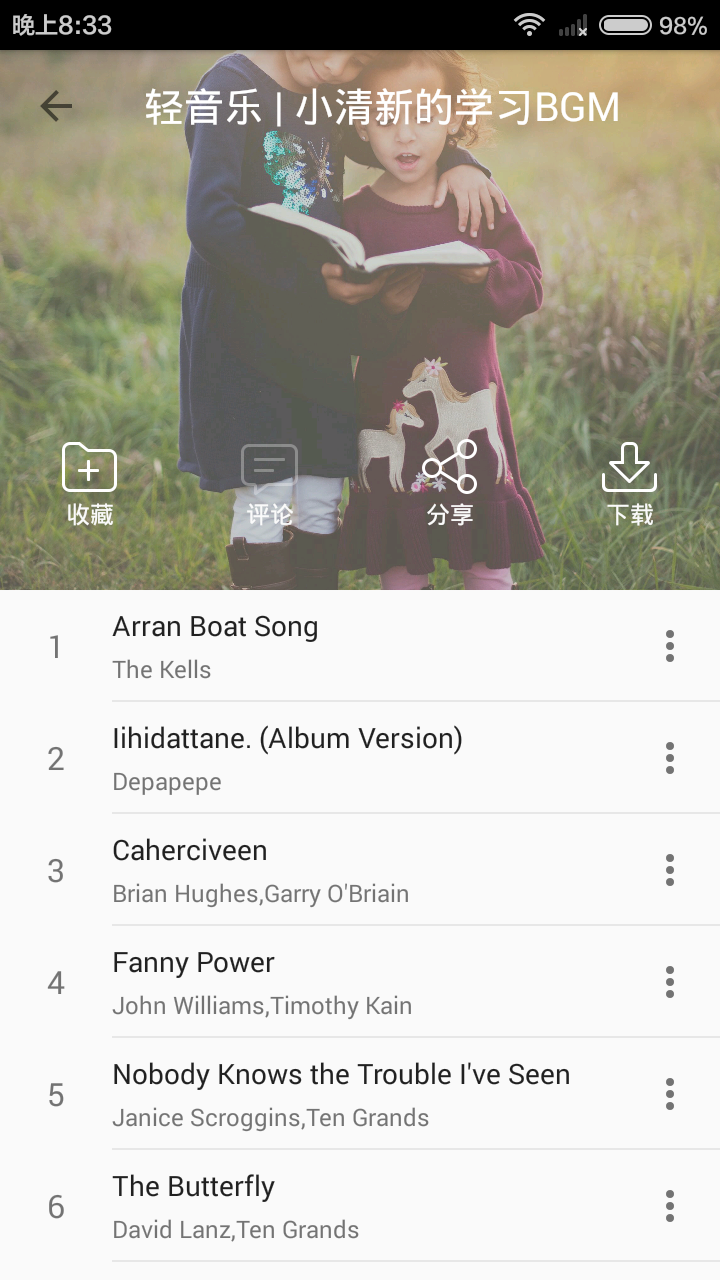 晚上8:33 98%
轻音乐 | 小清新的学习BGM
收藏 评论 分享 下载
1 Arran Boat Song
The Kells
2 Iihidattane. (Album Version)
Depapepe
3 Caherciveen
Brian Hughes,Garry O'Briain
4 Fanny Power
John Williams,Timothy Kain
5 Nobody Knows the Trouble I've Seen
Janice Scroggins,Ten Grands
6 The Butterfly
David Lanz,Ten Grands